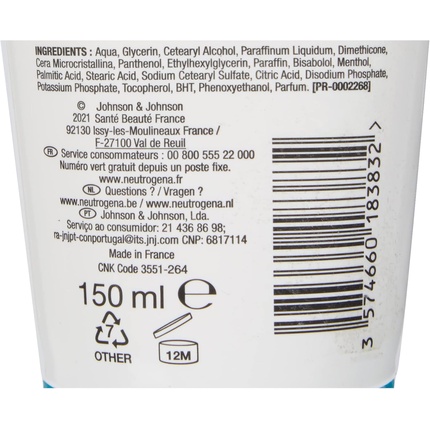 INGREDIENTS : Aqua, Glycerin, Cetearyl Alcohol, Paraffinum Liquidum, Dimethicone,
Cera Microcristallina, Panthenol, Ethylhexylglycerin, Paraffin, Bisabolol, Menthol,
Palmitic Acid, Stearic Acid, Sodium Cetearyl Sulfate, Citric Acid, Disodium Phosphate,
Potassium Phosphate, Tocopherol, BHT, Phenoxyethanol, Parfum. [PR-0002268]
© Johnson & Johnson
2021 Santé Beauté France
92130 Issy-les-Moulineaux France /
F-27100 Val de Reuil
FR Service consommateurs : 00 800 555 22 000
Numéro vert gratuit depuis un poste fixe.
www.neutrogena.fr
NL Questions ? / Vragen ?
www.neutrogena.be / www.neutrogena.nl
PT Johnson & Johnson, Lda.
Serviço ao consumidor: 21 436 86 98;
ra-jnjpt-conportugal@its.jnj.com CNP: 6817114
Made in France
CNK Code 3551-264
150 ml e
7
OTHER
12M
3 574660 183832 >